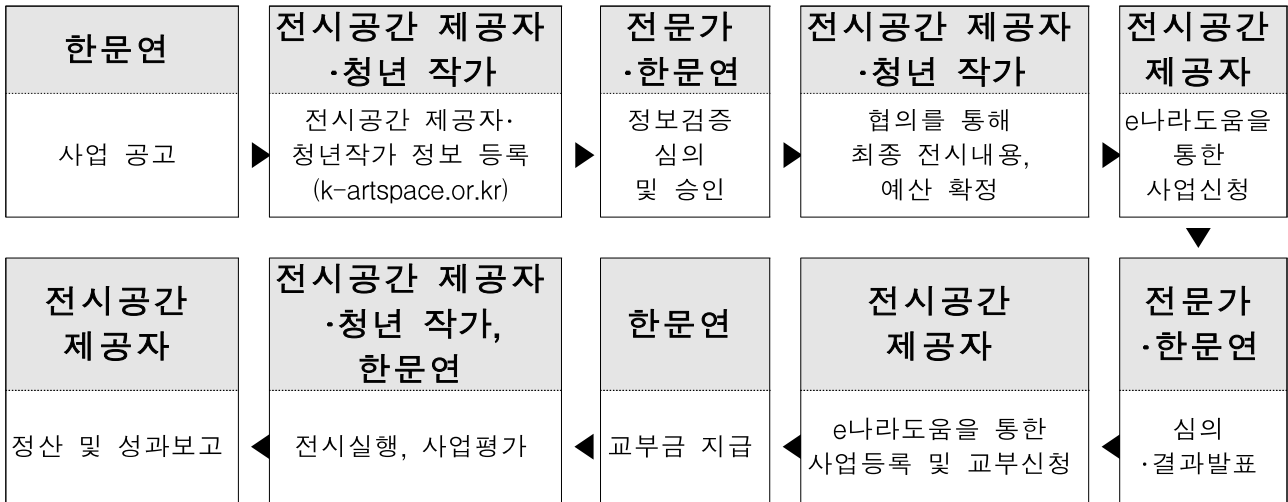 한문연
사업 공고
전시공간 제공자
·청년 작가
전시공간 제공자·
청년작가 정보 등록
(k-artspace.or.kr)
전문가
·한문연
정보검증
심의
및 승인
전시공간 제공자
·청년 작가
협의를 통해
최종 전시내용,
예산 확정
전시공간
제공자
e나라도움을
통한
사업신청
전문가
·한문연
심의
·결과발표
전시공간
제공자
e나라도움을 통한
사업등록 및 교부신청
한문연
교부금 지급
전시공간 제공자
·청년 작가,
한문연
전시실행, 사업평가
전시공간
제공자
정산 및 성과보고